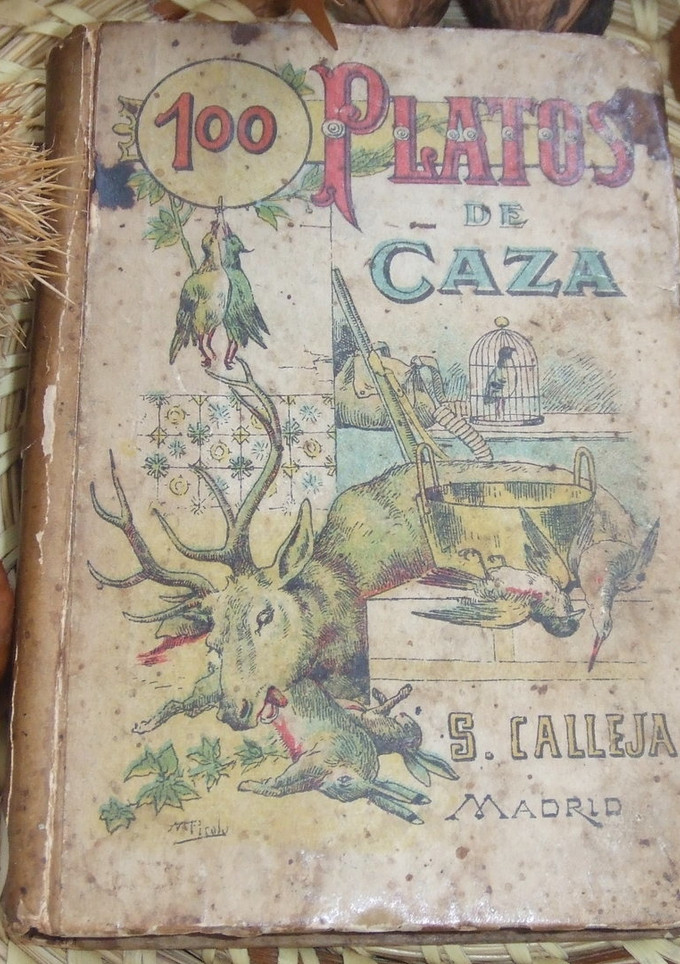 100 PLATOS
DE
CAZA
S. CALLEJA
MADRID